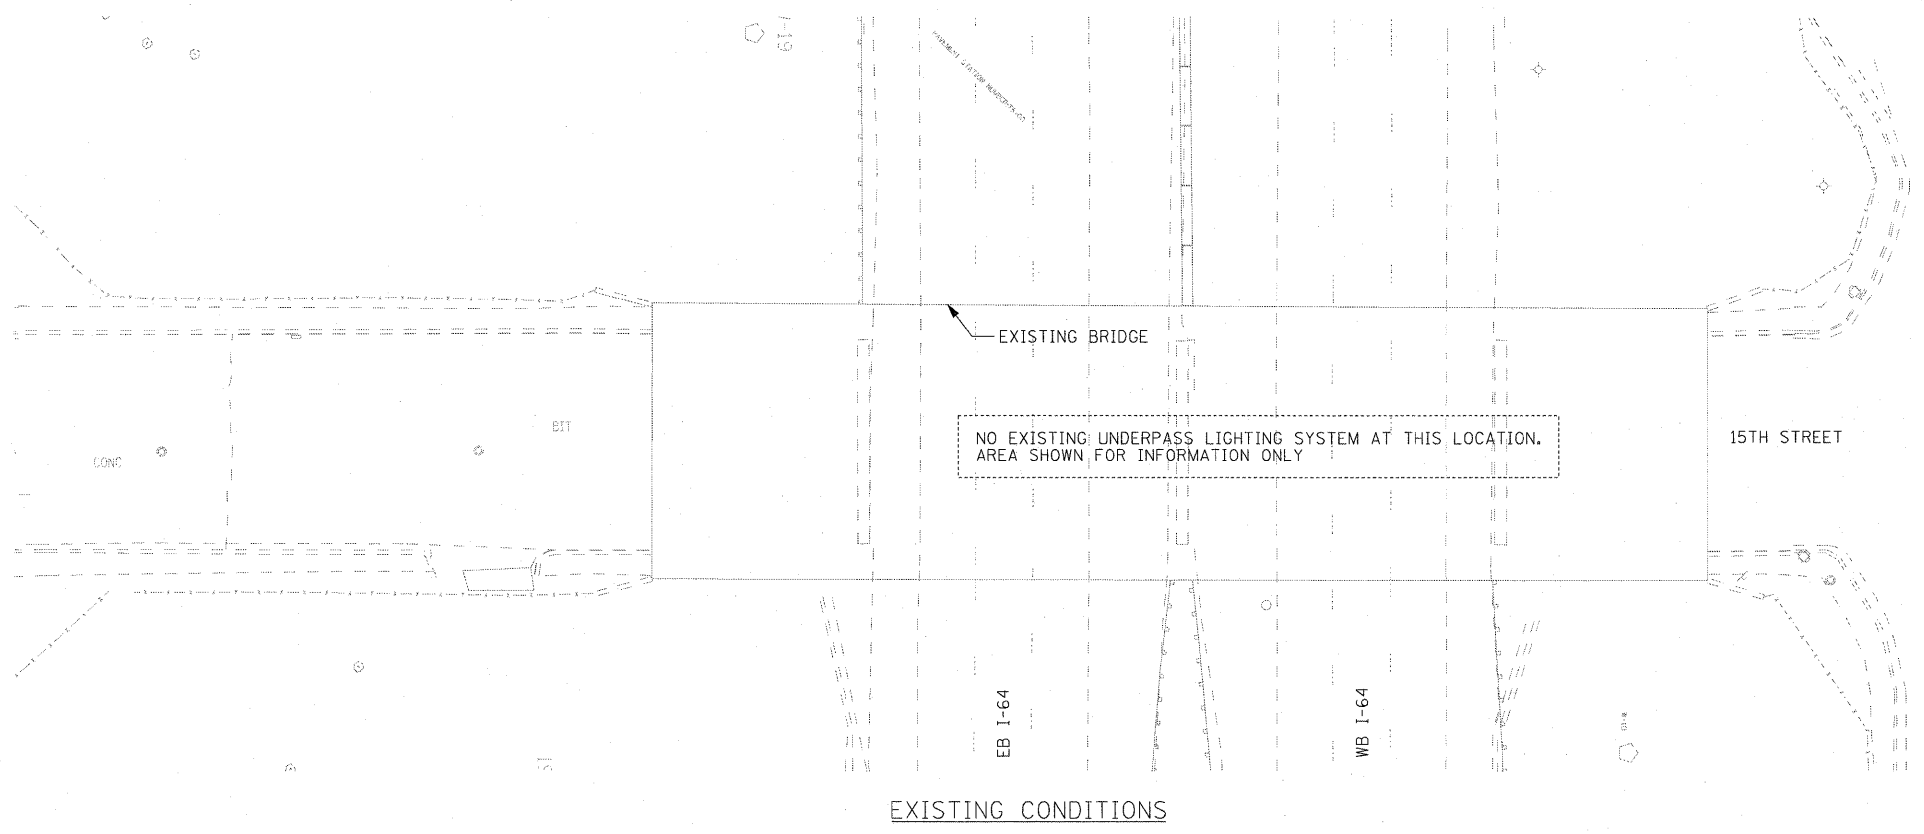 EXISTING BRIDGE
NO EXISTING UNDERPASS LIGHTING SYSTEM AT THIS LOCATION.
AREA SHOWN FOR INFORMATION ONLY
15TH STREET
BIT
CONC
EB I-64
WB I-64
EXISTING CONDITIONS